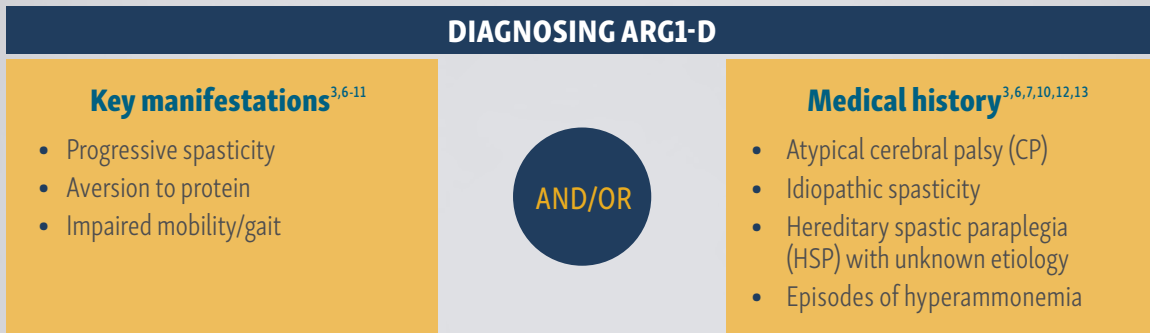 DIAGNOSING ARG1-D
Key manifestations3,6-11
• Progressive spasticity
• Aversion to protein
• Impaired mobility/gait
AND/OR
Medical history3,6,7,10,12,13
• Atypical cerebral palsy (CP)
• Idiopathic spasticity
• Hereditary spastic paraplegia
(HSP) with unknown etiology
• Episodes of hyperammonemia